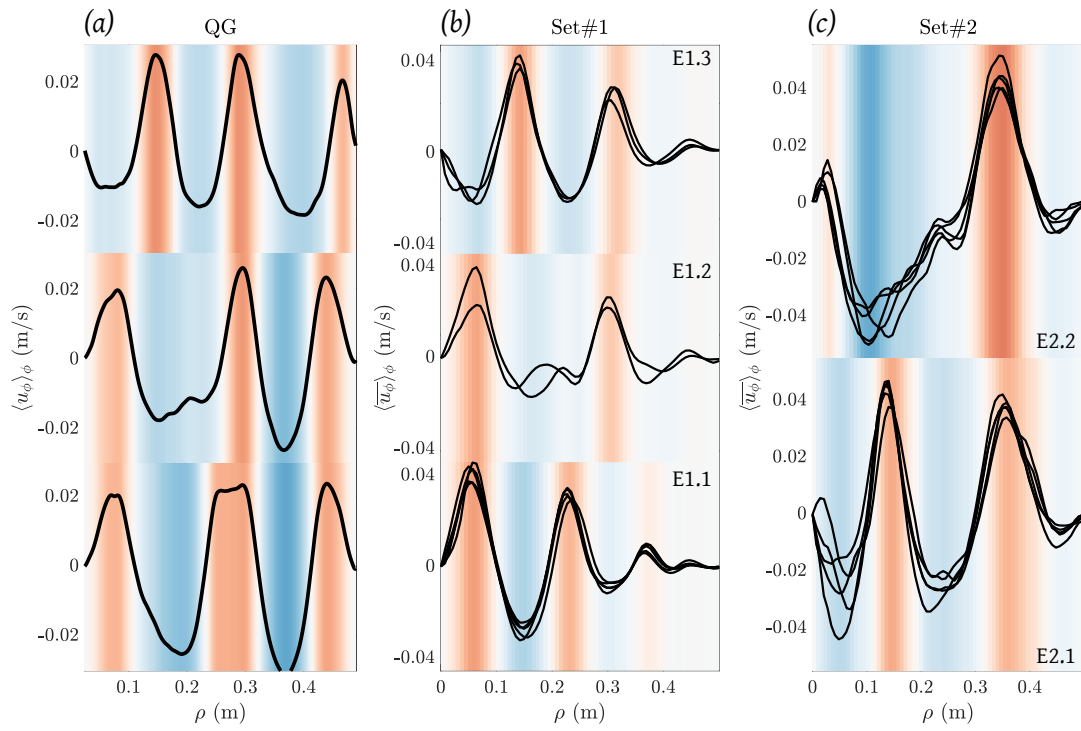 (a) QG
(b) Set#1
(c) Set#2
⟨u_ϕ⟩_ϕ (m/s)
0.02
0
-0.02
0.02
0
-0.02
0.02
0
-0.02
0.1 0.2 0.3 0.4
ρ (m)
⟨\overline{u_ϕ}⟩_ϕ (m/s)
0.04
E1.3
0
-0.04
0.04
E1.2
0
-0.04
0.04
E1.1
0
-0.04
0 0.1 0.2 0.3 0.4
ρ (m)
⟨\overline{u_ϕ}⟩_ϕ (m/s)
0.04
0.02
0
-0.02
-0.04
E2.2
0.04
0.02
0
-0.02
-0.04
E2.1
0 0.1 0.2 0.3 0.4
ρ (m)